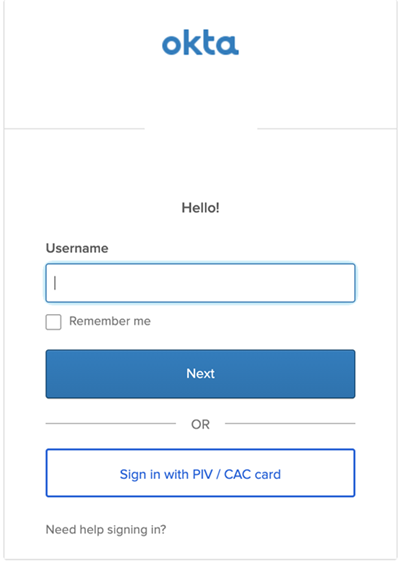 okta
Hello!
Username
Remember me
Next
OR
Sign in with PIV / CAC card
Need help signing in?